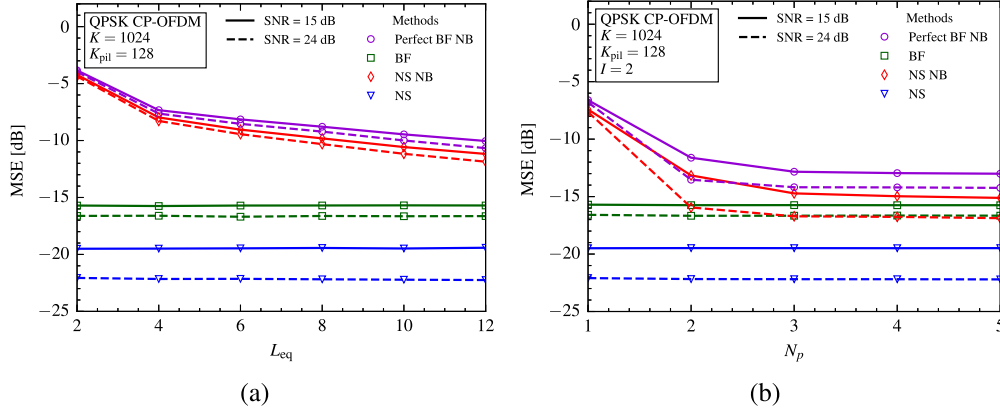 QPSK CP-OFDM
K = 1024
K_pil = 128
SNR = 15 dB
SNR = 24 dB
Methods
Perfect BF NB
BF
NS NB
NS
MSE [dB]
0
−5
−10
−15
−20
−25
2 4 6 8 10 12
L_eq
(a)
QPSK CP-OFDM
K = 1024
K_pil = 128
I = 2
SNR = 15 dB
SNR = 24 dB
Methods
Perfect BF NB
BF
NS NB
NS
MSE [dB]
0
−5
−10
−15
−20
−25
1 2 3 4 5
N_p
(b)